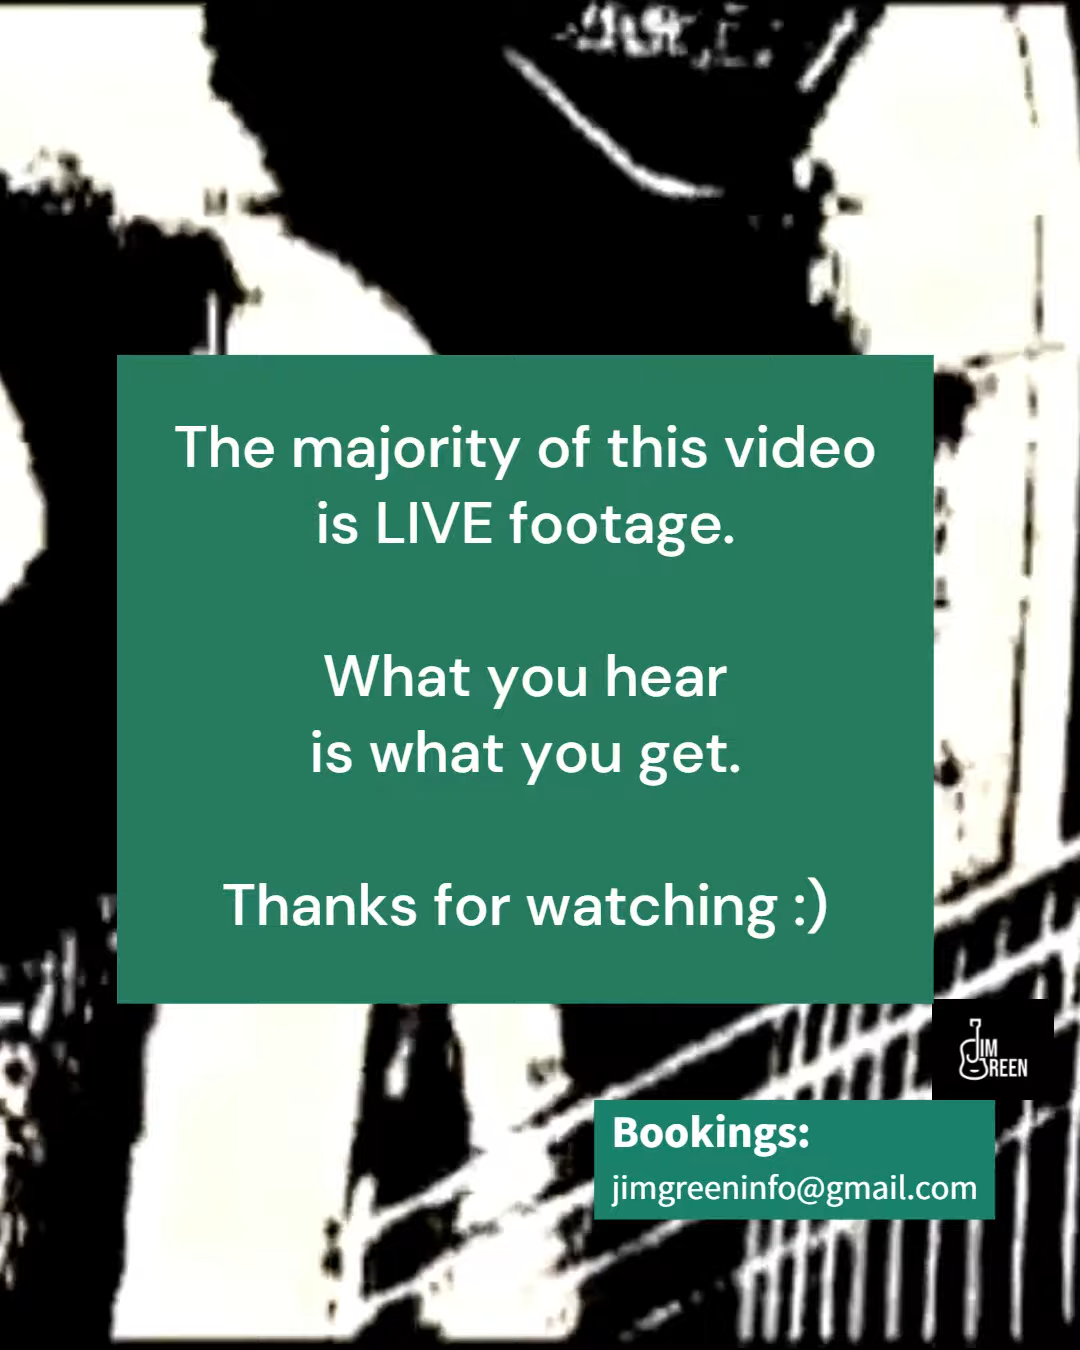 The majority of this video
is LIVE footage.
What you hear
is what you get.
Thanks for watching :)
JIM
GREEN
Bookings:
jimgreeninfo@gmail.com